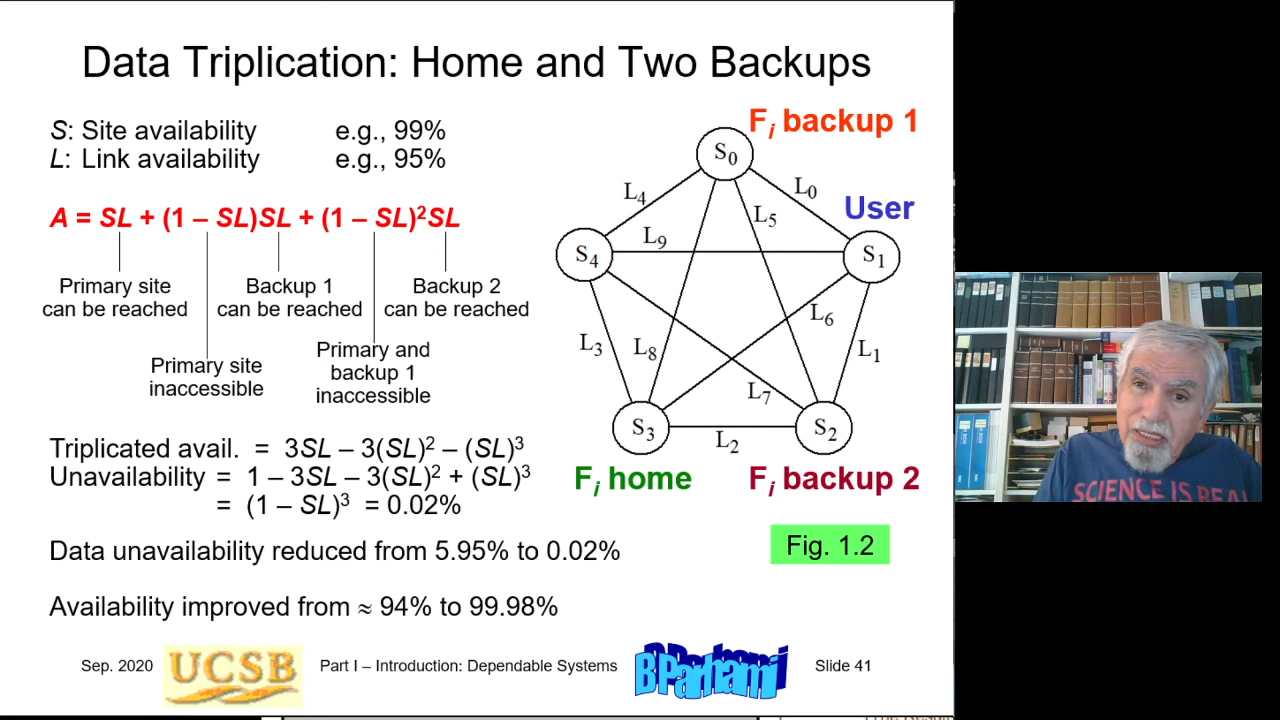 Data Triplication: Home and Two Backups
S: Site availability e.g., 99%
L: Link availability e.g., 95%
A = SL + (1 – SL)SL + (1 – SL)²SL
Primary site
can be reached
Backup 1
can be reached
Backup 2
can be reached
Primary site
inaccessible
Primary and
backup 1
inaccessible
Triplicated avail. = 3SL – 3(SL)² – (SL)³
Unavailability = 1 – 3SL – 3(SL)² + (SL)³
= (1 – SL)³ = 0.02%
Data unavailability reduced from 5.95% to 0.02%
Availability improved from ≈ 94% to 99.98%
Fi backup 1
S0
L4
L0
User
L5
L9
S4
S1
L6
L3
L8
L1
L7
S3
S2
L2
Fi home
Fi backup 2
Fig. 1.2
Sep. 2020
UCSB
Part I – Introduction: Dependable Systems
B Parhami
Slide 41
SCIENCE IS REAL